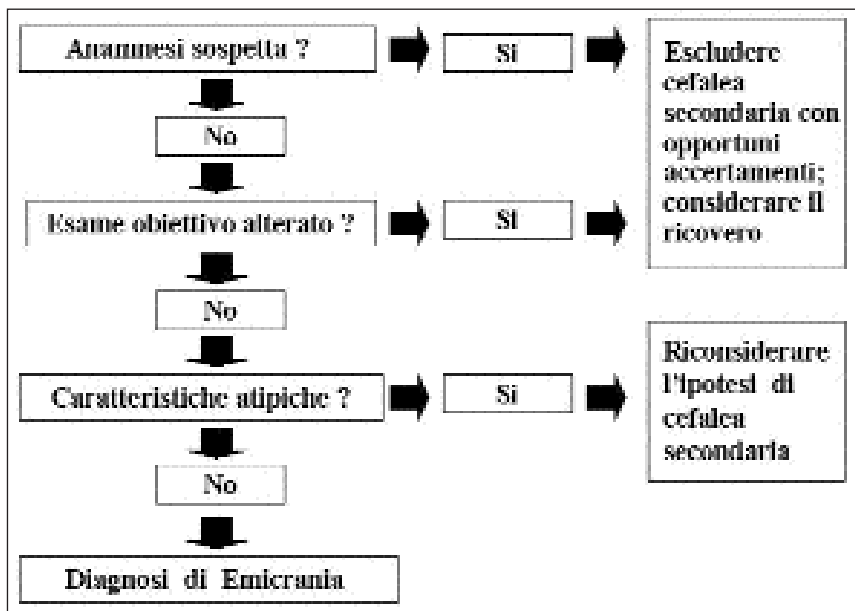 Anamnesi sospetta ?
Si
Escludere
cefalea
secondaria con
opportuni
accertamenti;
considerare il
ricovero
No
Esame obiettivo alterato ?
Si
No
Caratteristiche atipiche ?
Si
Riconsiderare
l'ipotesi di
cefalea
secondaria
No
Diagnosi di Emicrania